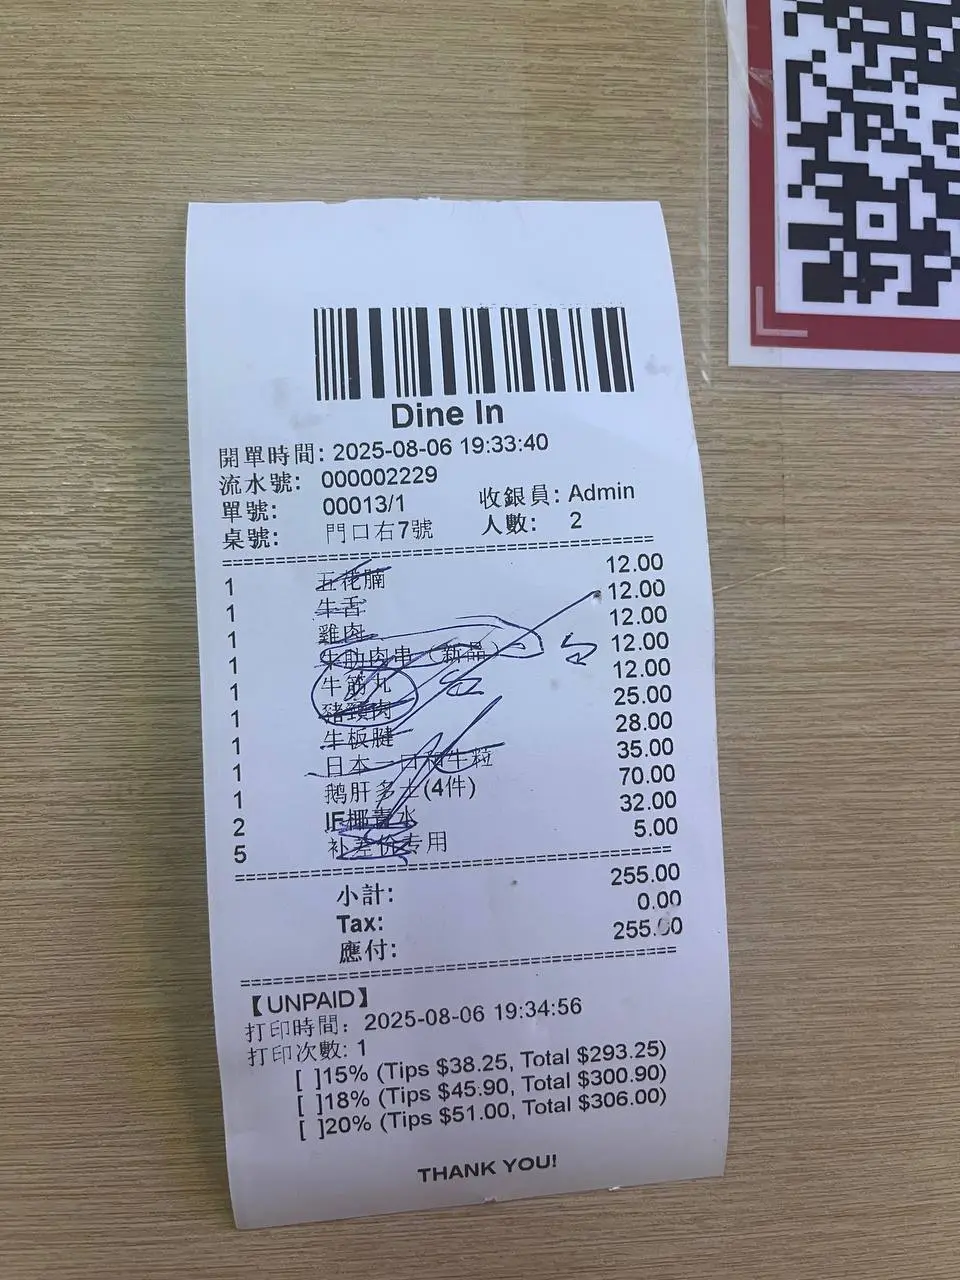 Dine In
開單時間: 2025-08-06 19:33:40
流水號: 000002229
單號: 00013/1 收銀員: Admin
桌號: 門口右7號 人數: 2
1 五花腩 12.00
1 牛舌 12.00
1 雞肉 12.00
1 牛肋肉串（新品） 12.00
1 牛筋丸 12.00
1 豬頸肉 25.00
1 牛板腱 28.00
1 日本一口和牛粒 35.00
1 鹅肝多士(4件) 70.00
2 IF椰青水 32.00
5 补差价专用 5.00
小計: 255.00
Tax: 0.00
應付: 255.00
【UNPAID】
打印時間: 2025-08-06 19:34:56
打印次數: 1
[ ]15% (Tips $38.25, Total $293.25)
[ ]18% (Tips $45.90, Total $300.90)
[ ]20% (Tips $51.00, Total $306.00)
THANK YOU!